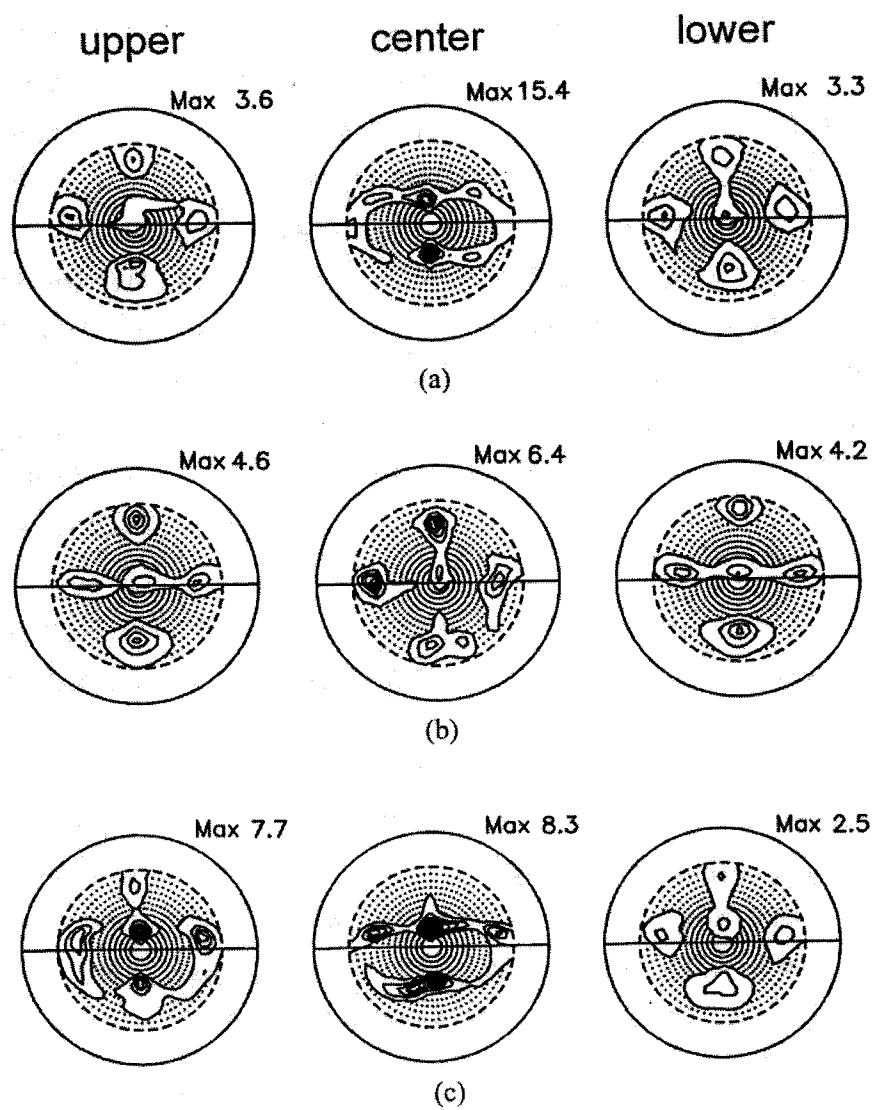 upper center lower
Max 3.6 Max 15.4 Max 3.3
(a)
Max 4.6 Max 6.4 Max 4.2
(b)
Max 7.7 Max 8.3 Max 2.5
(c)